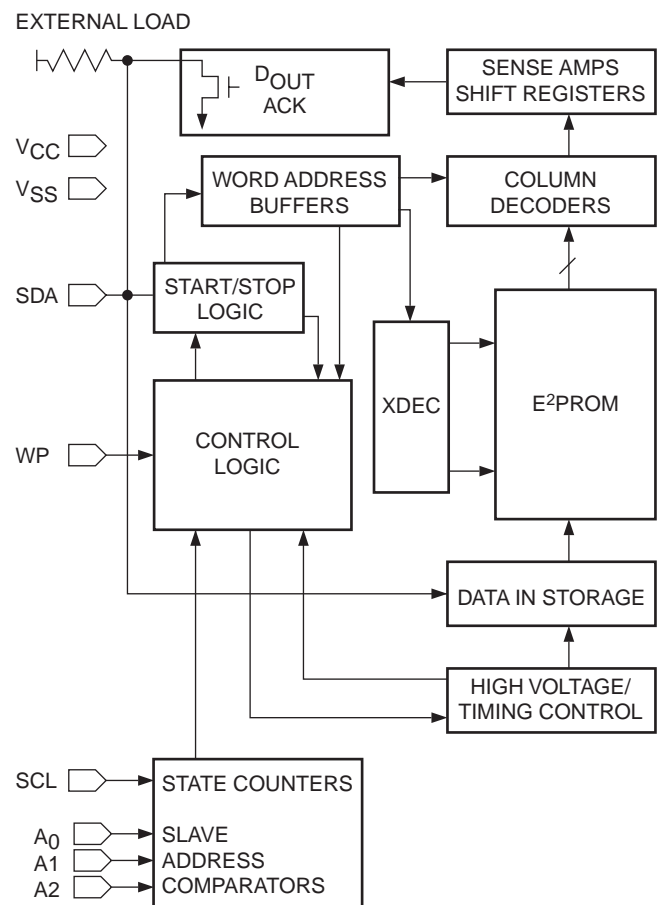 EXTERNAL LOAD
DOUT
ACK
SENSE AMPS
SHIFT REGISTERS
VCC
VSS
WORD ADDRESS
BUFFERS
COLUMN
DECODERS
SDA
START/STOP
LOGIC
XDEC
E²PROM
WP
CONTROL
LOGIC
DATA IN STORAGE
HIGH VOLTAGE/
TIMING CONTROL
SCL
STATE COUNTERS
A0
SLAVE
A1
ADDRESS
A2
COMPARATORS